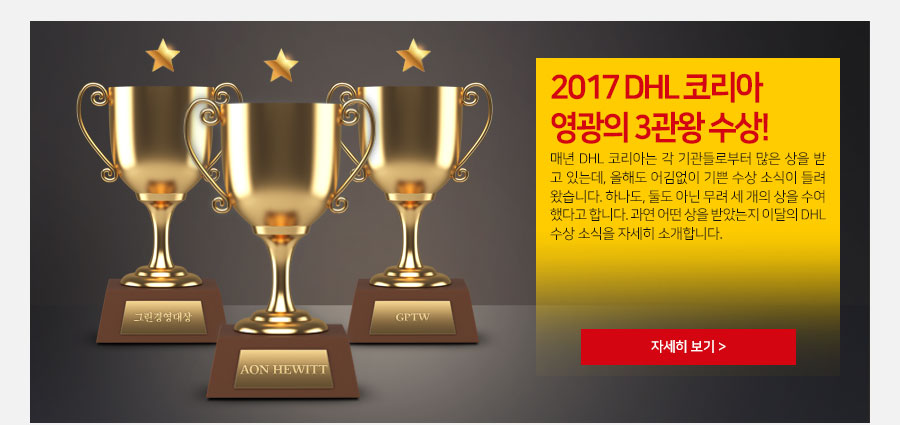 2017 DHL 코리아
영광의 3관왕 수상!
매년 DHL 코리아는 각 기관들로부터 많은 상을 받
고 있는데, 올해도 어김없이 기쁜 수상 소식이 들려
왔습니다. 하나도, 둘도 아닌 무려 세 개의 상을 수여
했다고 합니다. 과연 어떤 상을 받았는지 이달의 DHL
수상 소식을 자세히 소개합니다.
그린경영대상
GPTW
AON HEWITT
자세히 보기 >